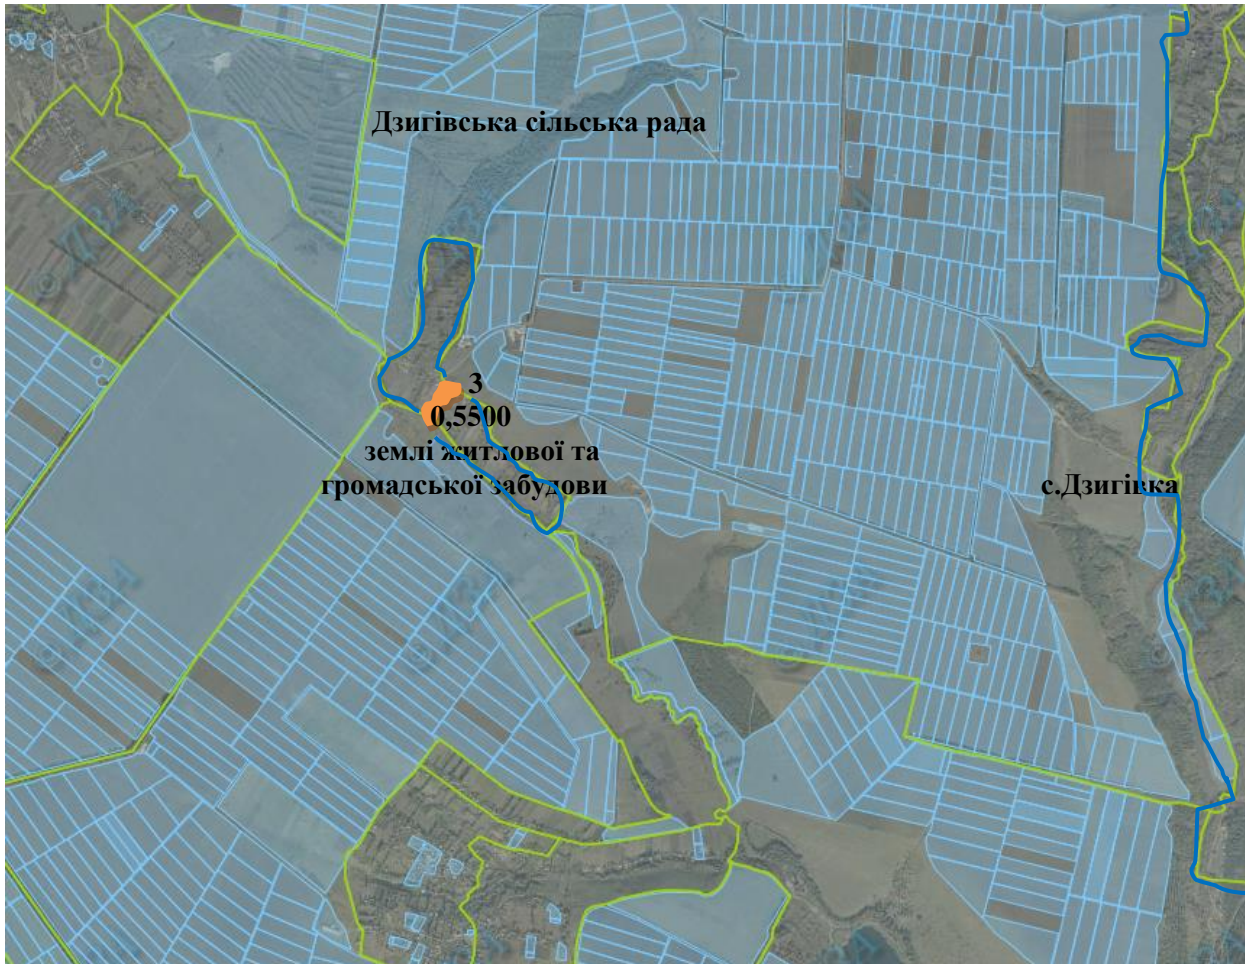 Дзигівська сільська рада
3
0,5500
землі житлової та
громадської забудови
с.Дзигівка